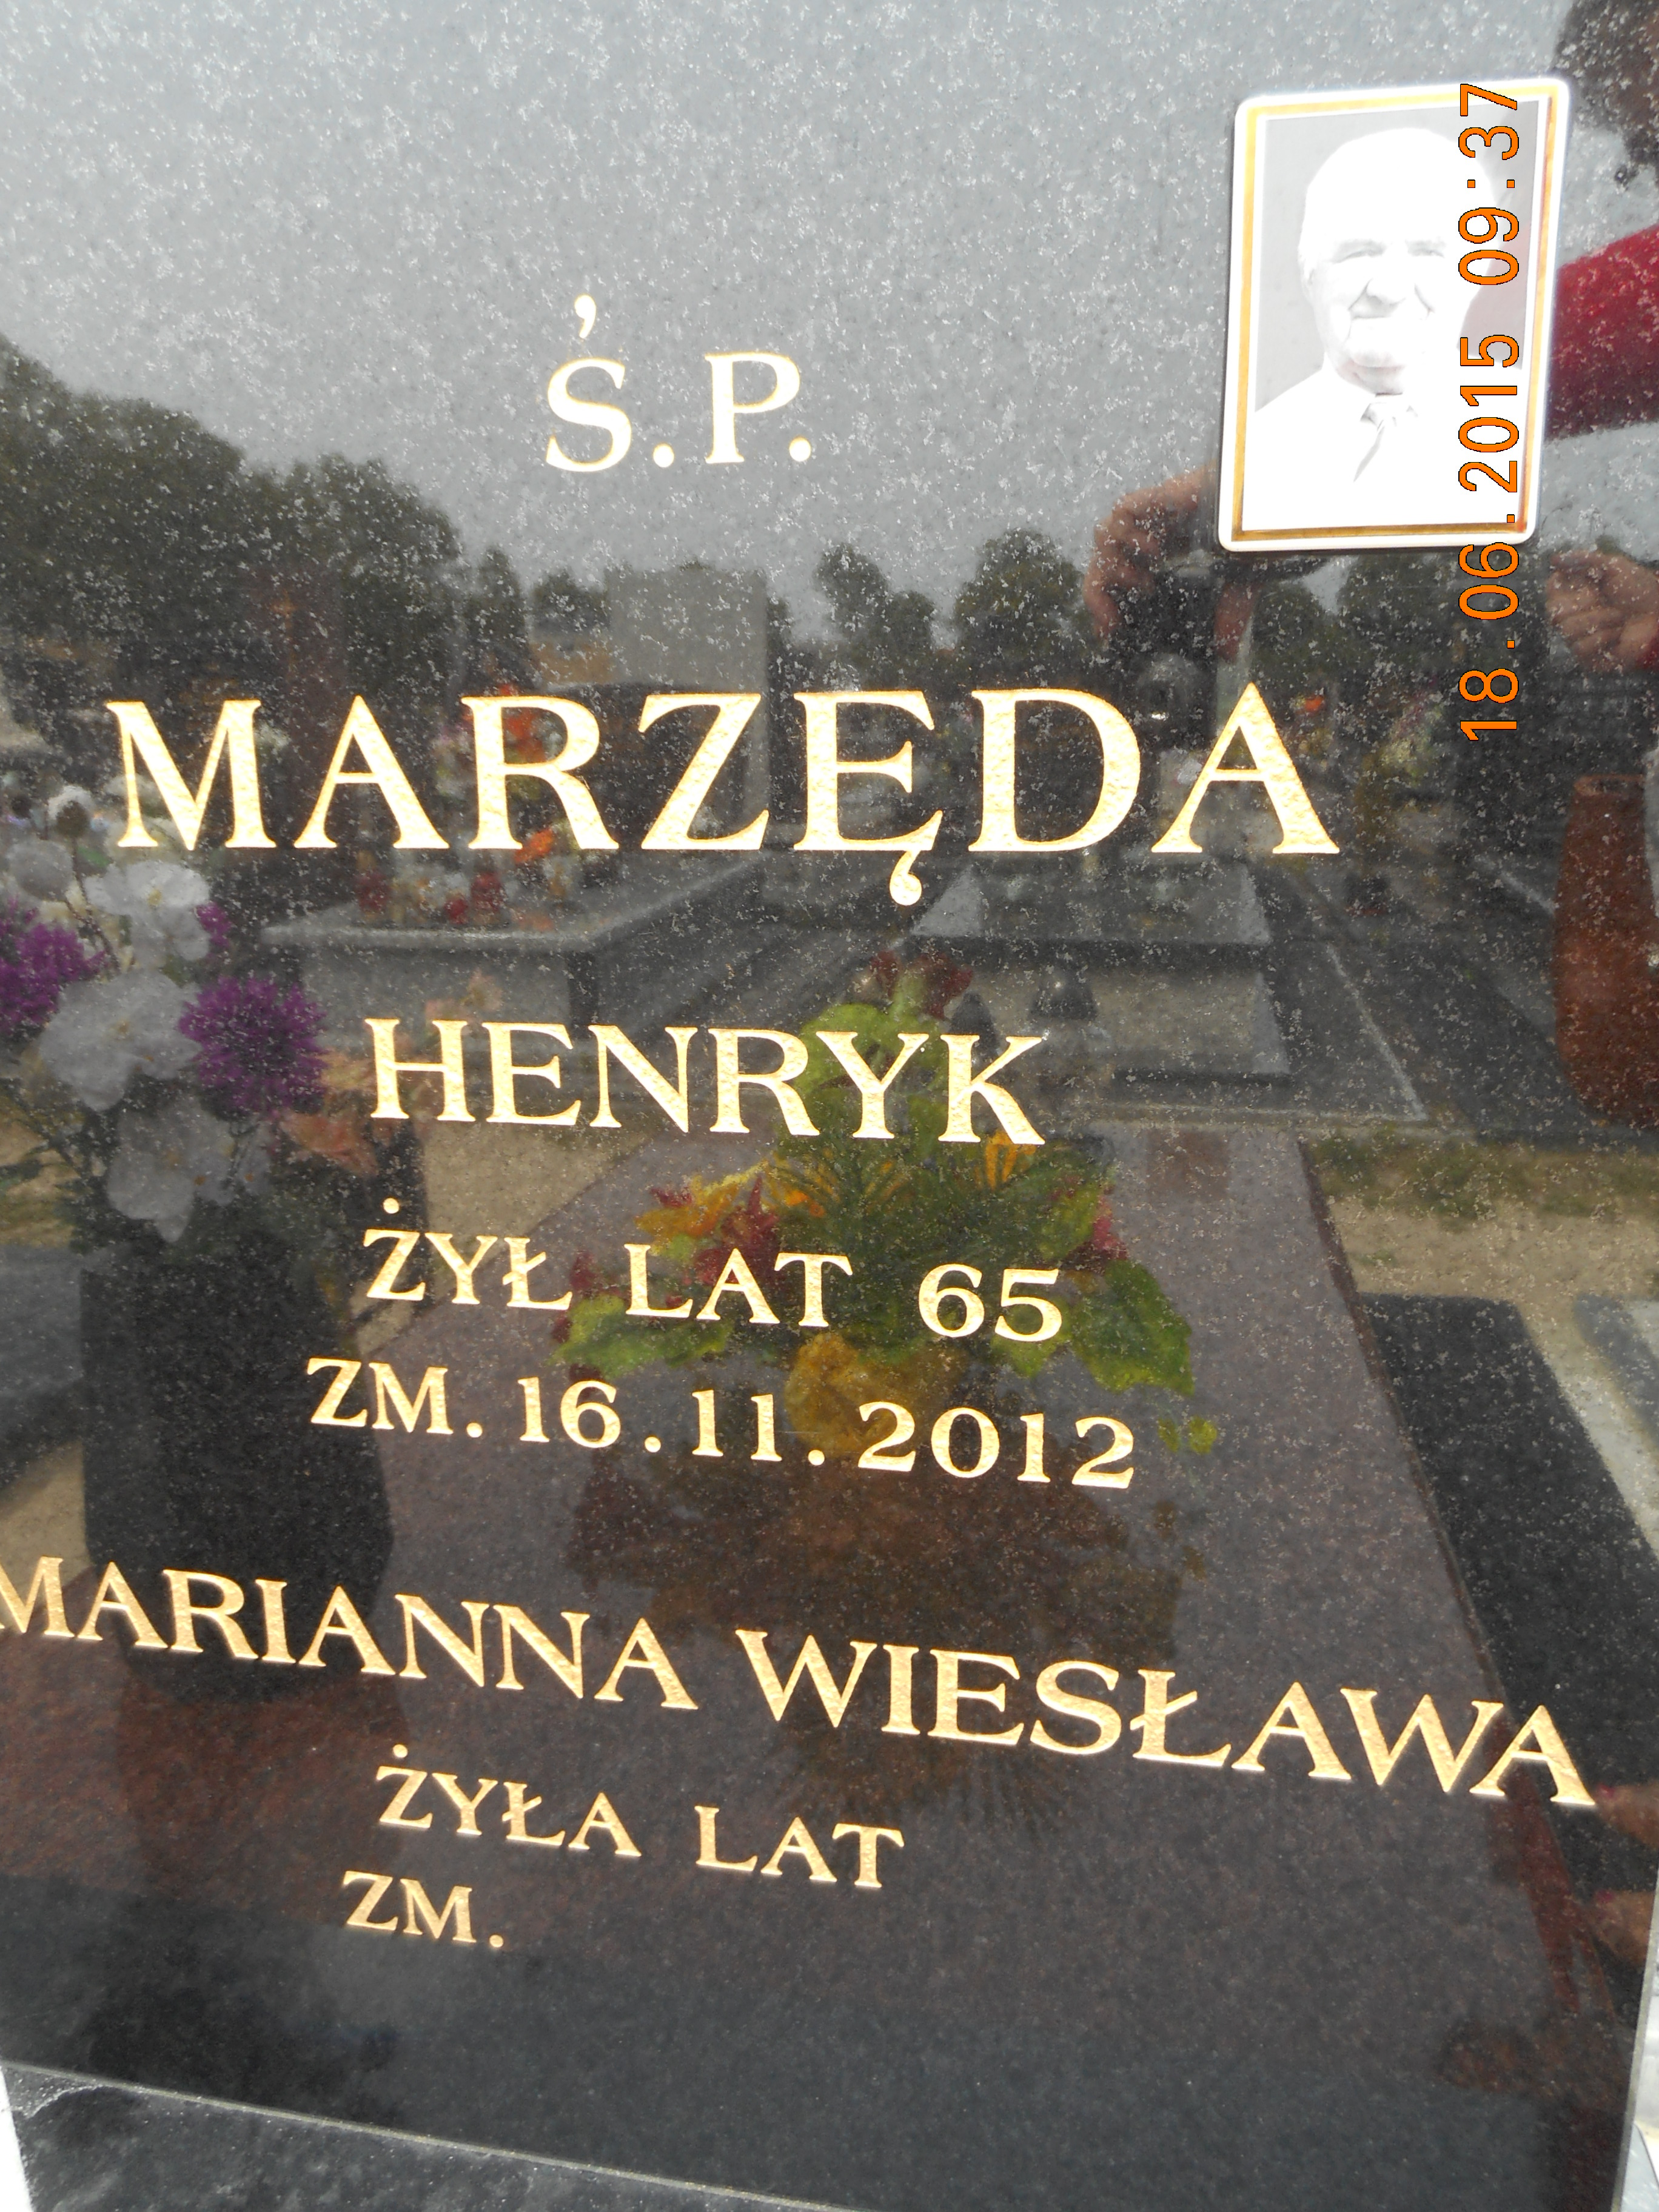 Ś.P.
MARZĘDA
HENRYK
ŻYŁ LAT 65
ZM. 16.11.2012
MARIANNA WIESŁAWA
ŻYŁA LAT
ZM.
18.06.2015 09:37